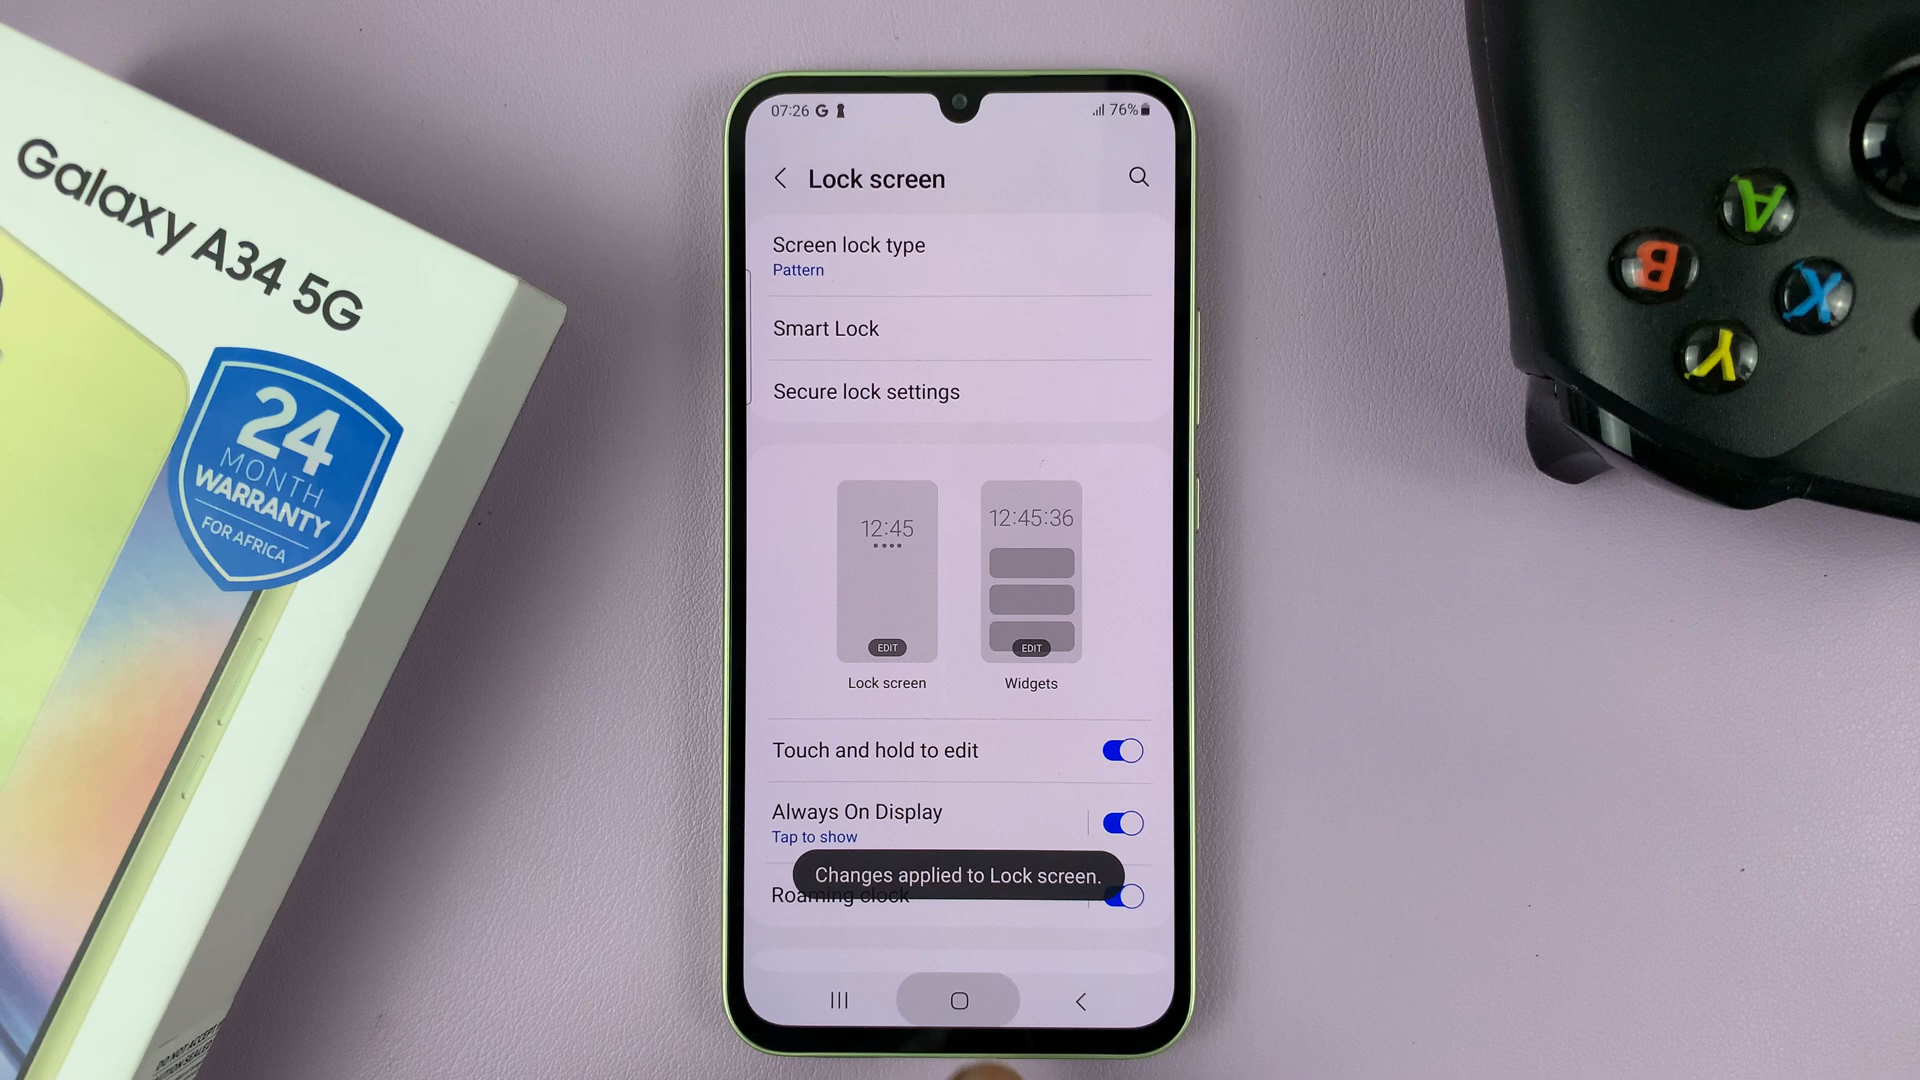 Galaxy A34 5G
24
MONTH
WARRANTY
FOR AFRICA
07:26 G
76%
Lock screen
Screen lock type
Pattern
Smart Lock
Secure lock settings
12:45
12:45:36
EDIT
EDIT
Lock screen
Widgets
Touch and hold to edit
Always On Display
Tap to show
Changes applied to Lock screen.
Roaming clock
A
B
X
Y